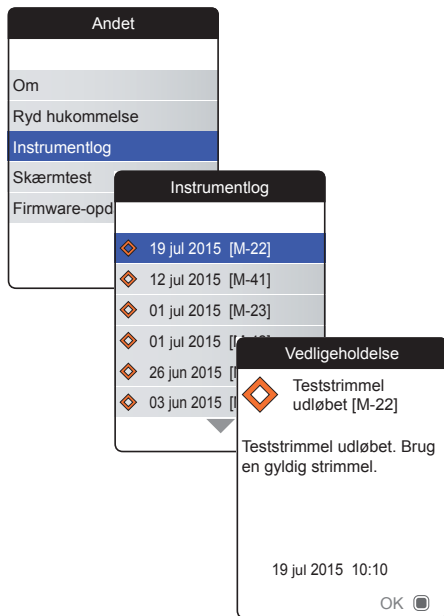 Andet
Om
Ryd hukommelse
Instrumentlog
Skærmtest
Firmware-opd
Instrumentlog
19 jul 2015 [M-22]
12 jul 2015 [M-41]
01 jul 2015 [M-23]
01 jul 2015
26 jun 2015
03 jun 2015
Vedligeholdelse
Teststrimmel
udløbet [M-22]
Teststrimmel udløbet. Brug
en gyldig strimmel.
19 jul 2015 10:10
OK